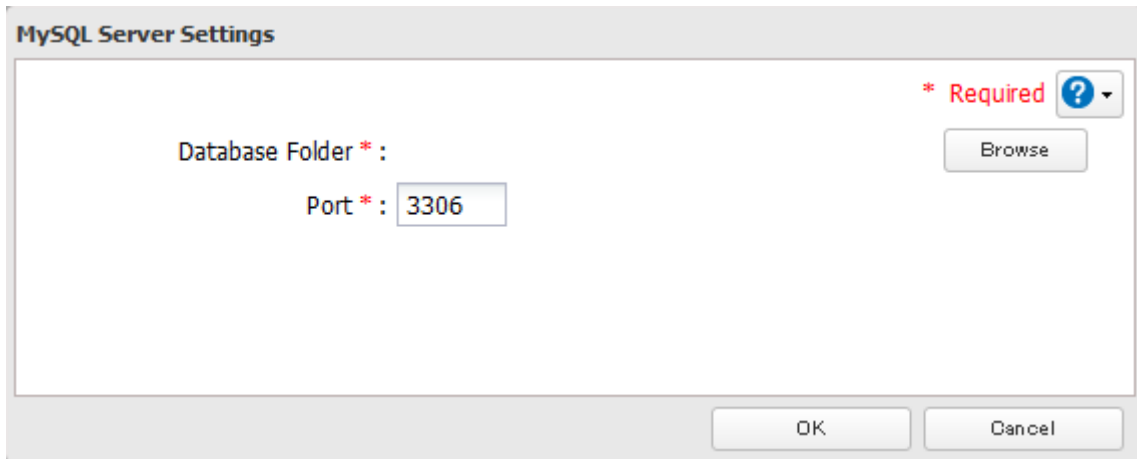 MySQL Server Settings
* Required ?
Database Folder * : Browse
Port * : 3306
OK Cancel